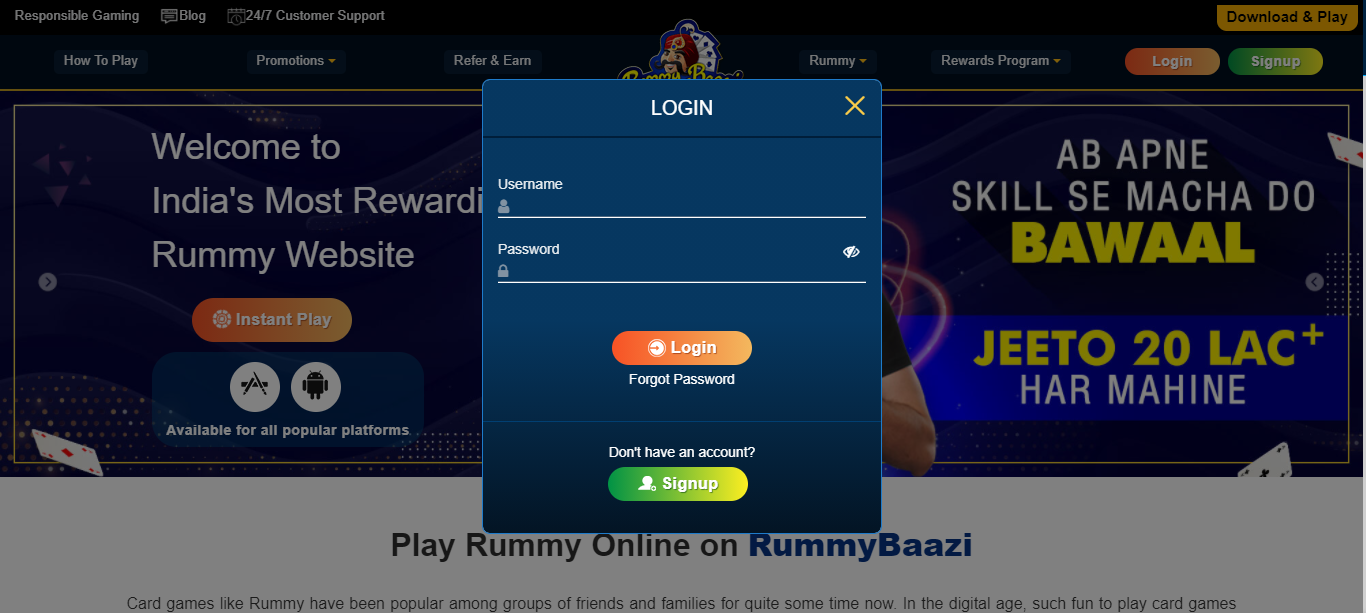 Responsible Gaming
Blog
24/7 Customer Support
Download & Play
How To Play
Promotions
Refer & Earn
Rummy
Rewards Program
Login
Signup
LOGIN
Username
Password
Login
Forgot Password
Don't have an account?
Signup
Welcome to
India's Most Rewardi
Rummy Website
Instant Play
Available for all popular platforms
AB APNE
SKILL SE MACHA DO
BAWAAL
JEETO 20 LAC+
HAR MAHINE
Play Rummy Online on RummyBaazi
Card games like Rummy have been popular among groups of friends and families for quite some time now. In the digital age, such fun to play card games